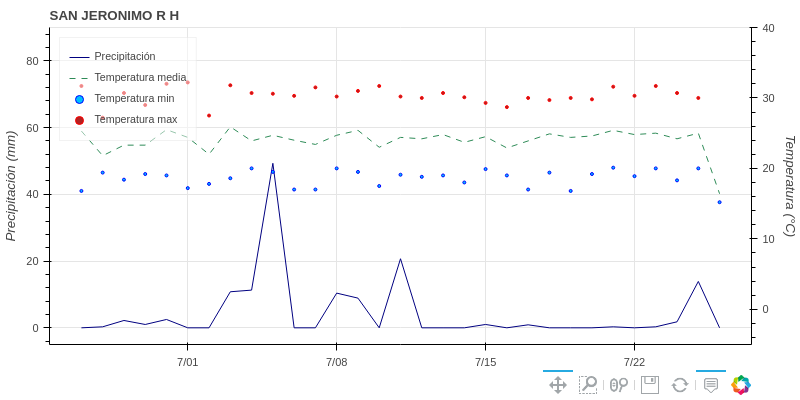 SAN JERONIMO R H
Precipitación
Temperatura media
Temperatura min
Temperatura max
Precipitación (mm)
80
60
40
20
0
Temperatura (°C)
40
30
20
10
0
7/01
7/08
7/15
7/22